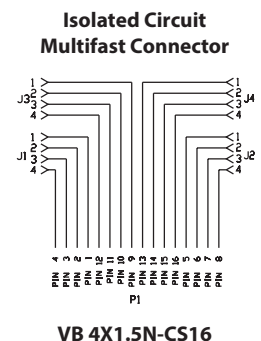 Isolated Circuit
Multifast Connector
1
2
J3
3
4
1
2
J4
3
4
1
2
J1
3
4
1
2
J2
3
4
PIN 4
PIN 3
PIN 2
PIN 1
PIN 12
PIN 11
PIN 10
PIN 9
PIN 13
PIN 14
PIN 15
PIN 16
PIN 5
PIN 6
PIN 7
PIN 8
P1
VB 4X1.5N-CS16